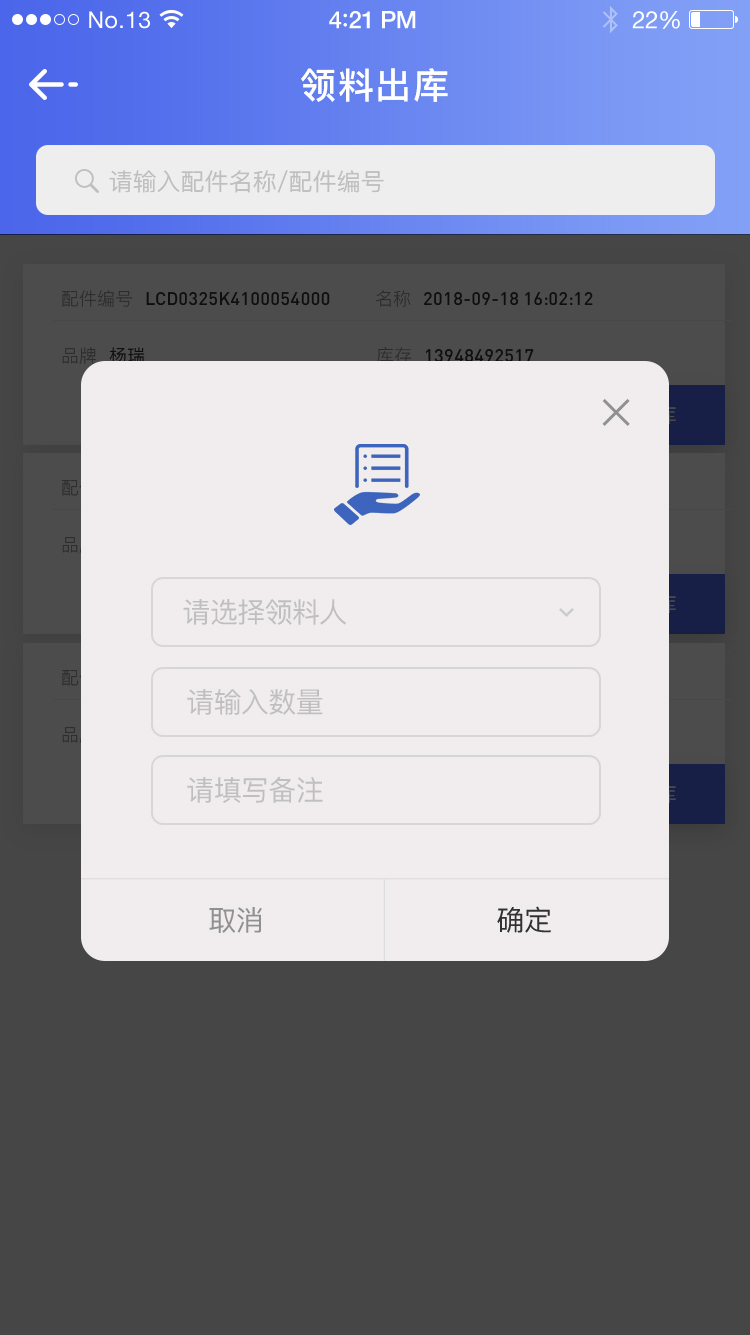 No.13 4:21 PM 22%
领料出库
请输入配件名称/配件编号
配件编号 LCD0325K4100054000 名称 2018-09-18 16:02:12
品牌 杨瑞 库存 13948492517
请选择领料人
请输入数量
请填写备注
取消 确定